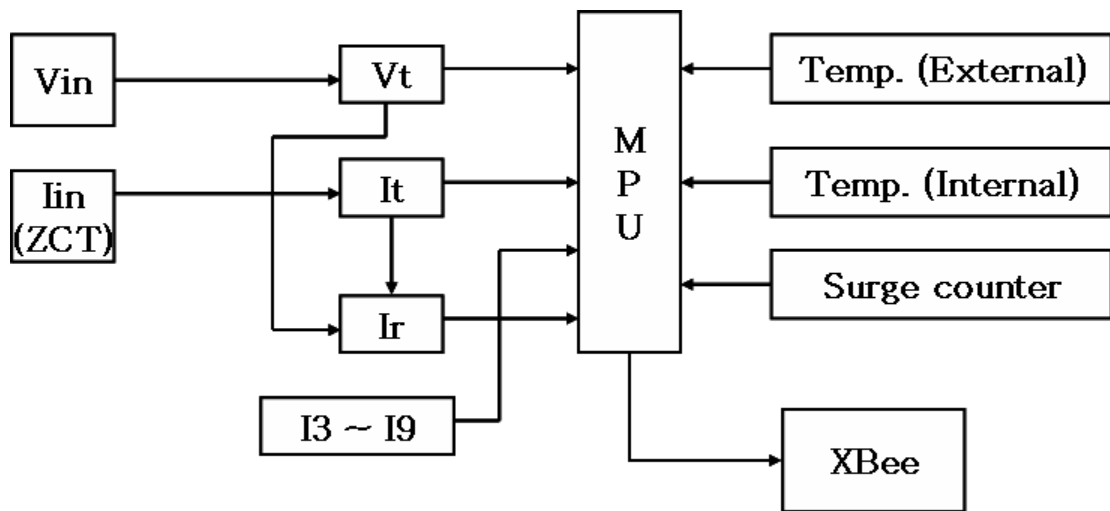 Vin
Vt
Temp. (External)
Iin
(ZCT)
It
M
P
U
Temp. (Internal)
Ir
Surge counter
I3 ~ I9
XBee